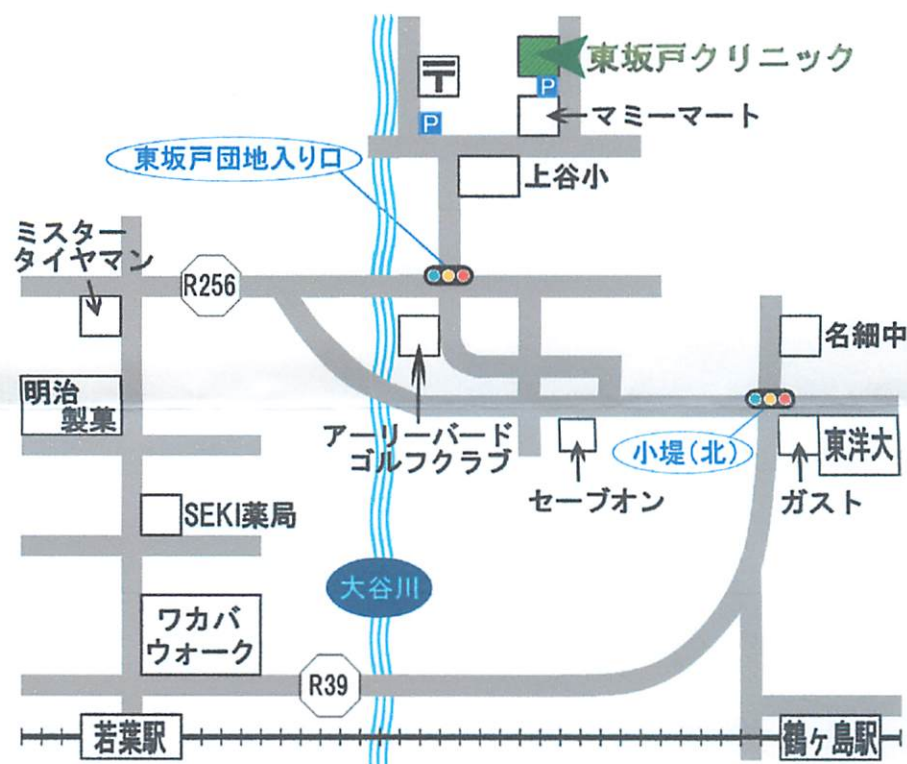 東坂戸クリニック
〒
P
P
マミーマート
東坂戸団地入り口
上谷小
ミスター
タイヤマン
R256
名細中
明治
製菓
アーリーバード
ゴルフクラブ
小堤(北)
東洋大
セーブオン
ガスト
SEKI薬局
大谷川
ワカバ
ウォーク
R39
若葉駅
鶴ヶ島駅